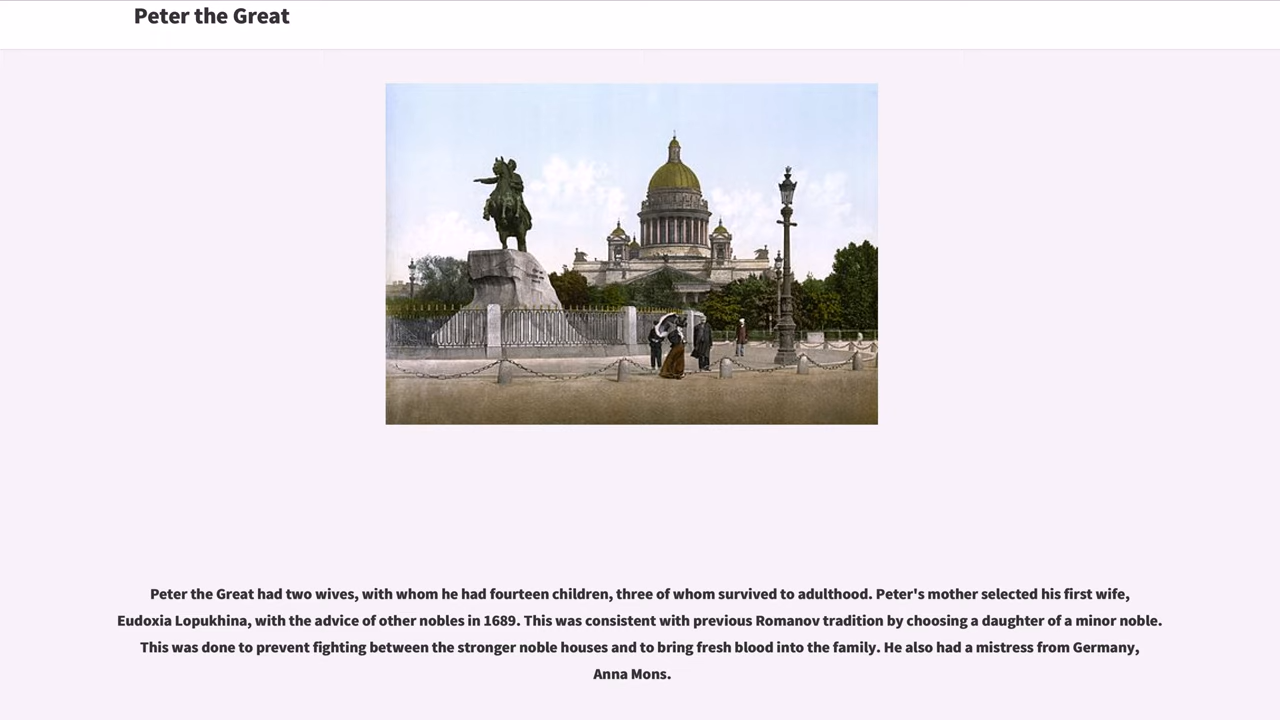 Peter the Great
Peter the Great had two wives, with whom he had fourteen children, three of whom survived to adulthood. Peter's mother selected his first wife,
Eudoxia Lopukhina, with the advice of other nobles in 1689. This was consistent with previous Romanov tradition by choosing a daughter of a minor noble.
This was done to prevent fighting between the stronger noble houses and to bring fresh blood into the family. He also had a mistress from Germany,
Anna Mons.